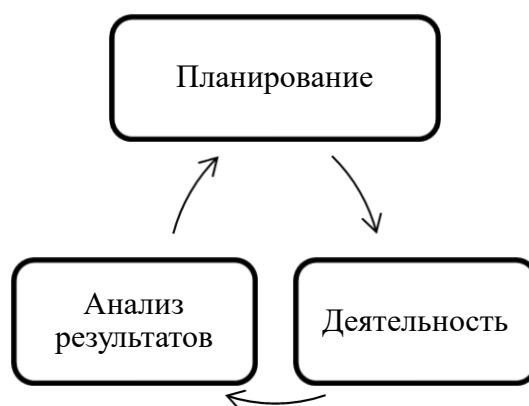 Планирование
Анализ
результатов
Деятельность